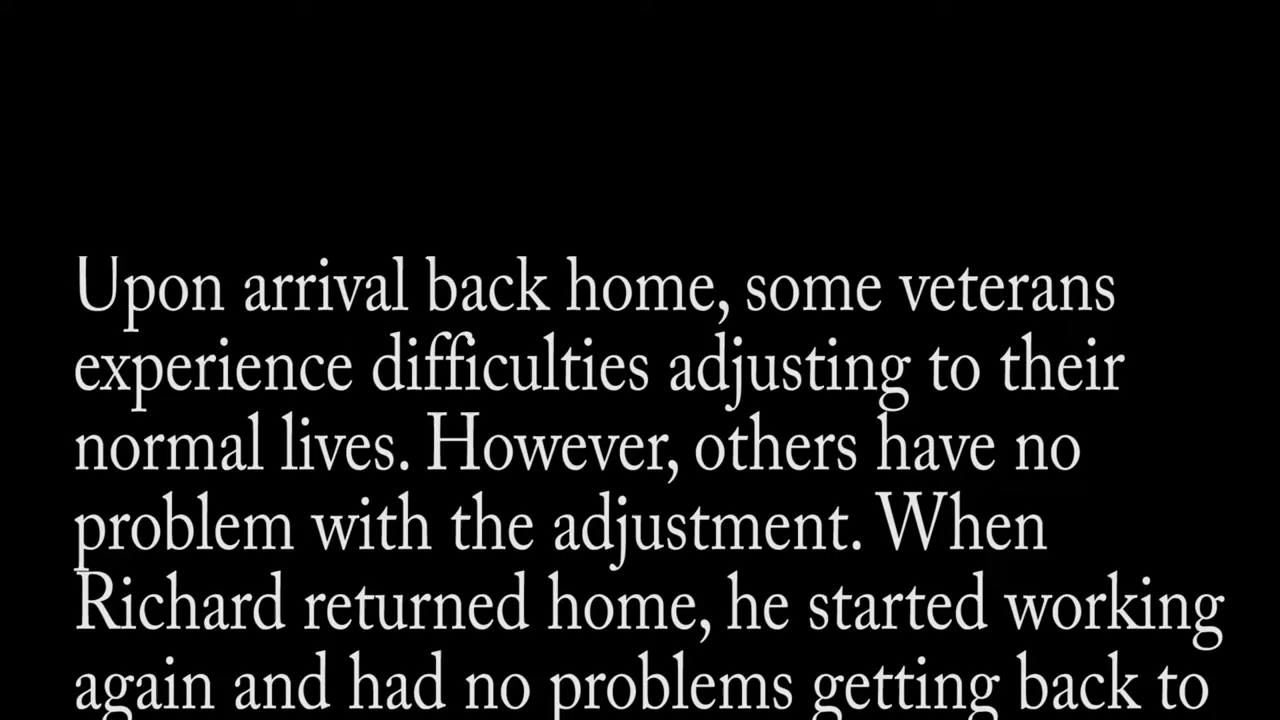 Upon arrival back home, some veterans
experience difficulties adjusting to their
normal lives. However, others have no
problem with the adjustment. When
Richard returned home, he started working
again and had no problems getting back to